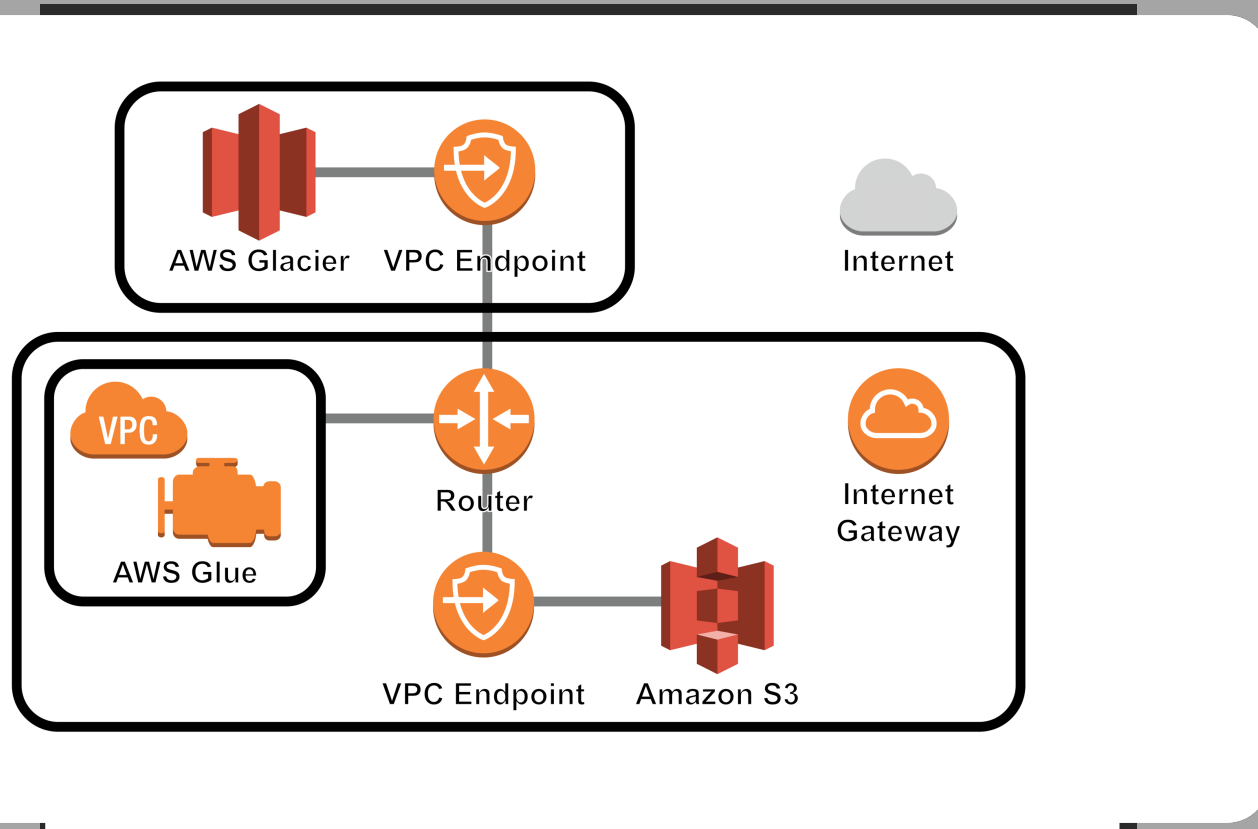 AWS Glacier
VPC Endpoint
Internet
VPC
AWS Glue
Router
Internet
Gateway
VPC Endpoint
Amazon S3